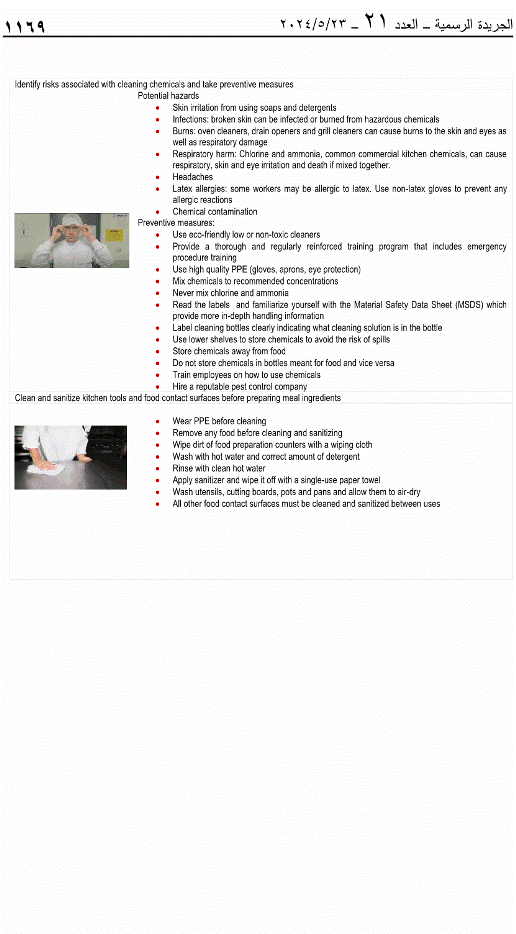 الجريدة الرسمية ــ العدد ٢١ ــ ٢٠٢٤/٥/٢٣
١١٦٩
Identify risks associated with cleaning chemicals and take preventive measures
Potential hazards
• Skin irritation from using soaps and detergents
• Infections: broken skin can be infected or burned from hazardous chemicals
• Burns: oven cleaners, drain openers and grill cleaners can cause burns to the skin and eyes as
well as respiratory damage
• Respiratory harm: Chlorine and ammonia, common commercial kitchen chemicals, can cause
respiratory, skin and eye irritation and death if mixed together.
• Headaches
• Latex allergies: some workers may be allergic to latex. Use non-latex gloves to prevent any
allergic reactions
• Chemical contamination
Preventive measures:
• Use eco-friendly low or non-toxic cleaners
• Provide a thorough and regularly reinforced training program that includes emergency
procedure training
• Use high quality PPE (gloves, aprons, eye protection)
• Mix chemicals to recommended concentrations
• Never mix chlorine and ammonia
• Read the labels and familiarize yourself with the Material Safety Data Sheet (MSDS) which
provide more in-depth handling information
• Label cleaning bottles clearly indicating what cleaning solution is in the bottle
• Use lower shelves to store chemicals to avoid the risk of spills
• Store chemicals away from food
• Do not store chemicals in bottles meant for food and vice versa
• Train employees on how to use chemicals
• Hire a reputable pest control company
Clean and sanitize kitchen tools and food contact surfaces before preparing meal ingredients
• Wear PPE before cleaning
• Remove any food before cleaning and sanitizing
• Wipe dirt of food preparation counters with a wiping cloth
• Wash with hot water and correct amount of detergent
• Rinse with clean hot water
• Apply sanitizer and wipe it off with a single-use paper towel
• Wash utensils, cutting boards, pots and pans and allow them to air-dry
• All other food contact surfaces must be cleaned and sanitized between uses